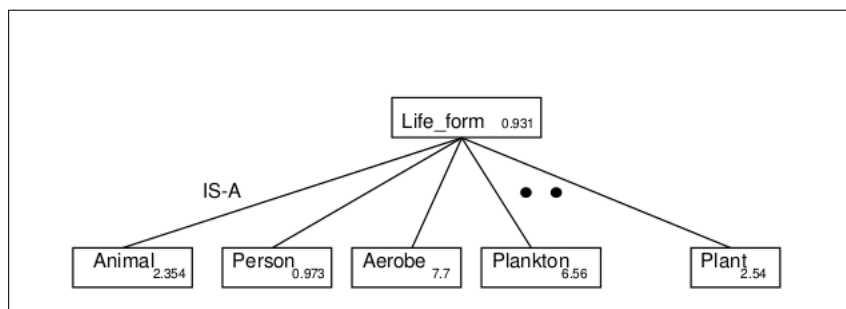 Life_form 0.931
IS-A
Animal 2.354
Person 0.973
Aerobe 7.7
Plankton 6.56
Plant 2.54